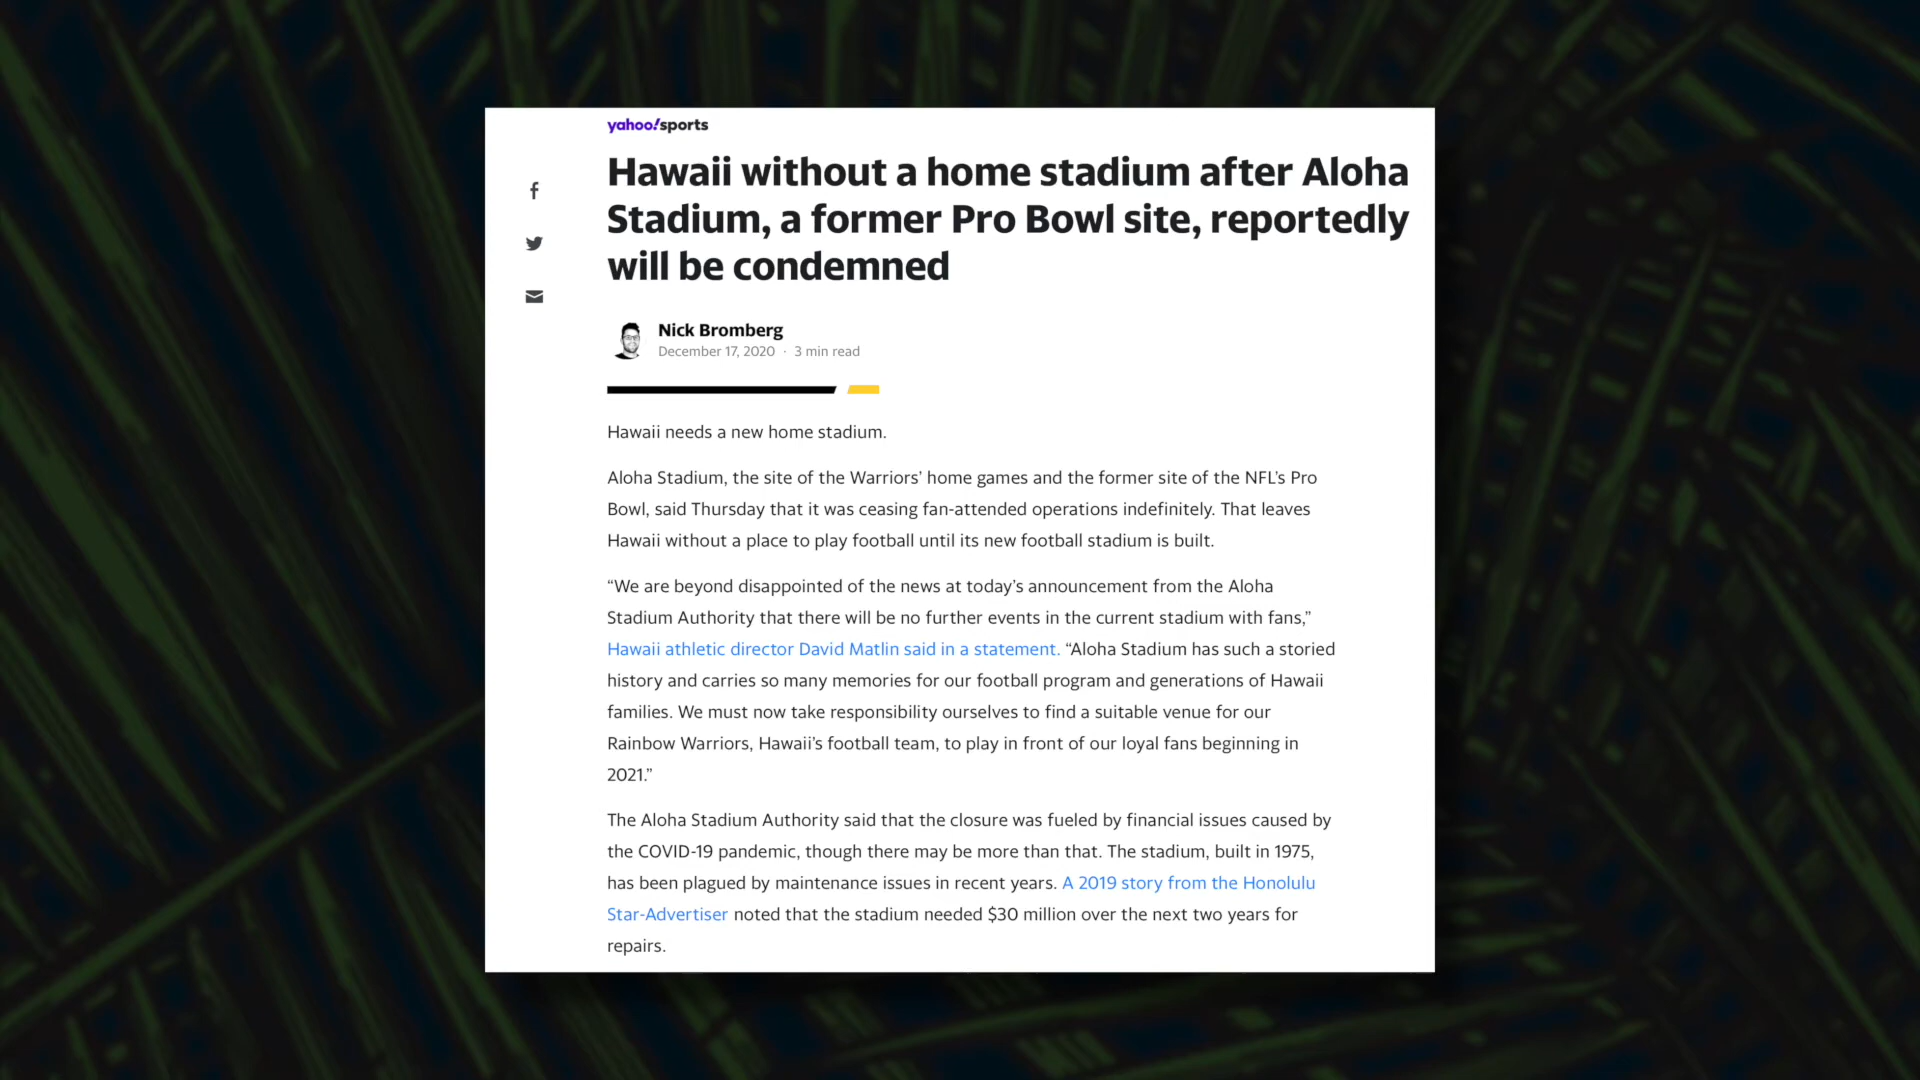 yahoo!sports
Hawaii without a home stadium after Aloha
Stadium, a former Pro Bowl site, reportedly
will be condemned
Nick Bromberg
December 17, 2020 · 3 min read
Hawaii needs a new home stadium.
Aloha Stadium, the site of the Warriors’ home games and the former site of the NFL’s Pro
Bowl, said Thursday that it was ceasing fan-attended operations indefinitely. That leaves
Hawaii without a place to play football until its new football stadium is built.
“We are beyond disappointed of the news at today’s announcement from the Aloha
Stadium Authority that there will be no further events in the current stadium with fans,”
Hawaii athletic director David Matlin said in a statement. “Aloha Stadium has such a storied
history and carries so many memories for our football program and generations of Hawaii
families. We must now take responsibility ourselves to find a suitable venue for our
Rainbow Warriors, Hawaii’s football team, to play in front of our loyal fans beginning in
2021.”
The Aloha Stadium Authority said that the closure was fueled by financial issues caused by
the COVID-19 pandemic, though there may be more than that. The stadium, built in 1975,
has been plagued by maintenance issues in recent years. A 2019 story from the Honolulu
Star-Advertiser noted that the stadium needed $30 million over the next two years for
repairs.